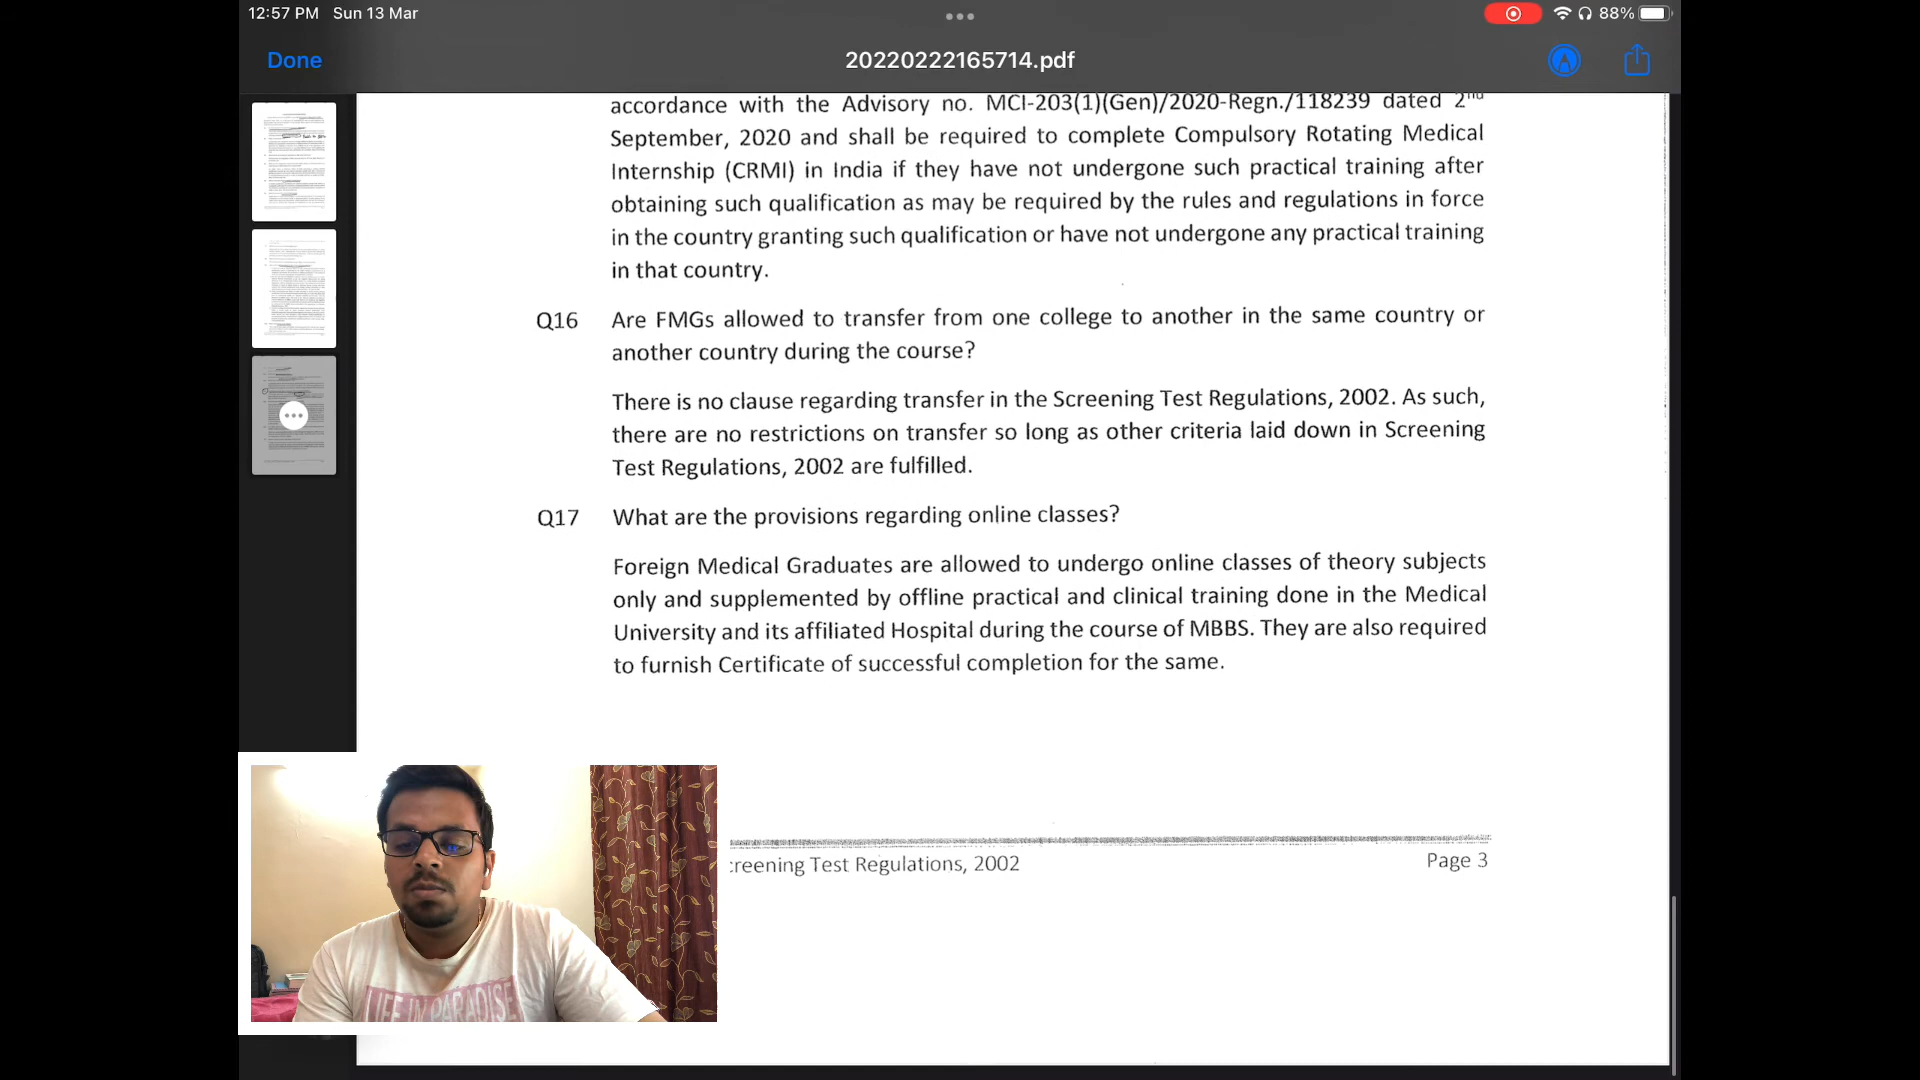 12:57 PM Sun 13 Mar
88%
Done
20220222165714.pdf
accordance with the Advisory no. MCI-203(1)(Gen)/2020-Regn./118239 dated 2nd
September, 2020 and shall be required to complete Compulsory Rotating Medical
Internship (CRMI) in India if they have not undergone such practical training after
obtaining such qualification as may be required by the rules and regulations in force
in the country granting such qualification or have not undergone any practical training
in that country.
Q16 Are FMGs allowed to transfer from one college to another in the same country or
another country during the course?
There is no clause regarding transfer in the Screening Test Regulations, 2002. As such,
there are no restrictions on transfer so long as other criteria laid down in Screening
Test Regulations, 2002 are fulfilled.
Q17 What are the provisions regarding online classes?
Foreign Medical Graduates are allowed to undergo online classes of theory subjects
only and supplemented by offline practical and clinical training done in the Medical
University and its affiliated Hospital during the course of MBBS. They are also required
to furnish Certificate of successful completion for the same.
creening Test Regulations, 2002 Page 3
LIFE IN PARADISE